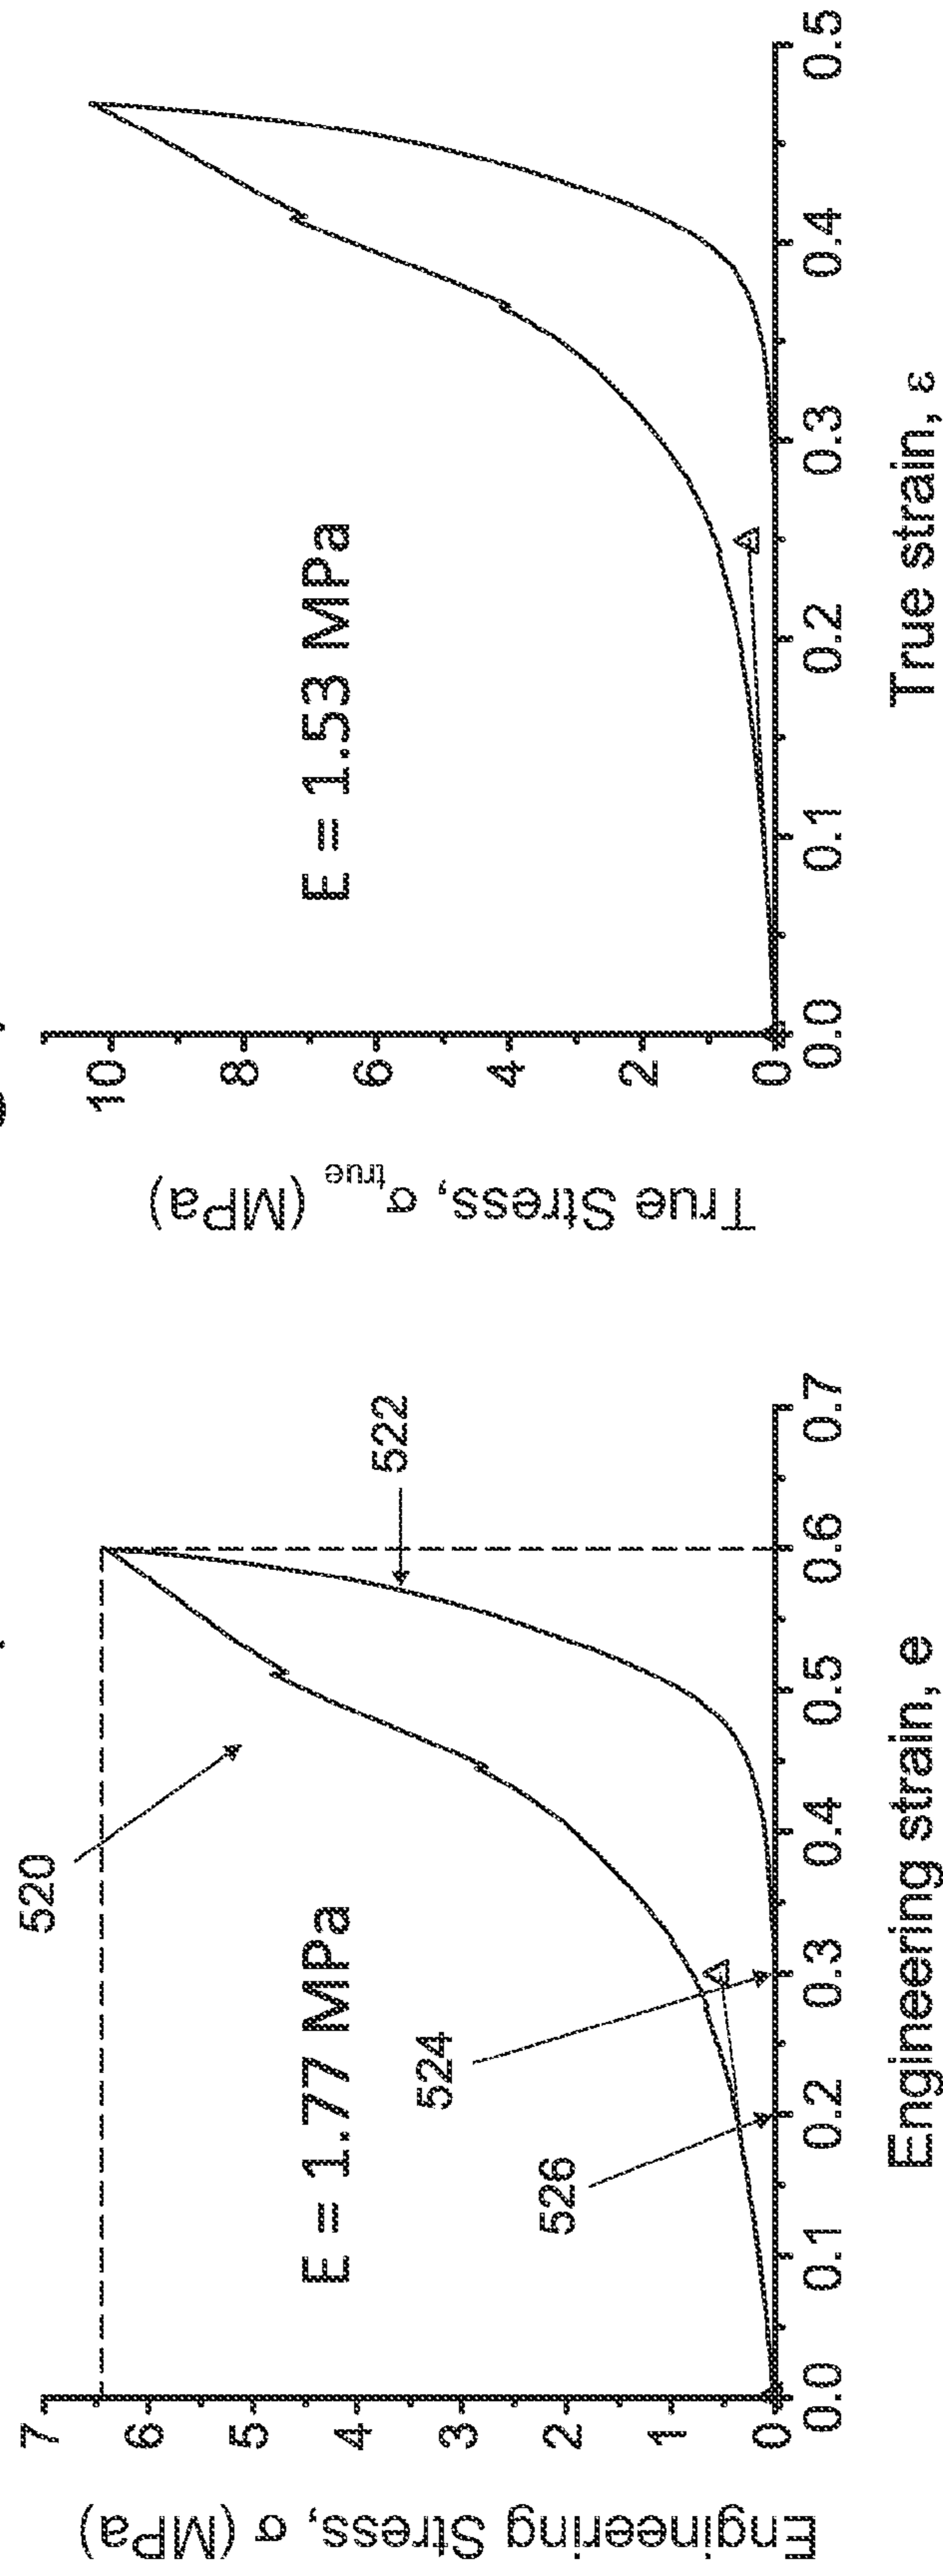 Engineering Stress, σ (MPa)
7
6
5
4
3
2
1
0
520
E = 1.77 MPa
522
524
526
0.0 0.1 0.2 0.3 0.4 0.5 0.6 0.7
Engineering strain, e
True Stress, σtrue (MPa)
10
8
6
4
2
0
E = 1.53 MPa
0.0 0.1 0.2 0.3 0.4 0.5
True strain, ε